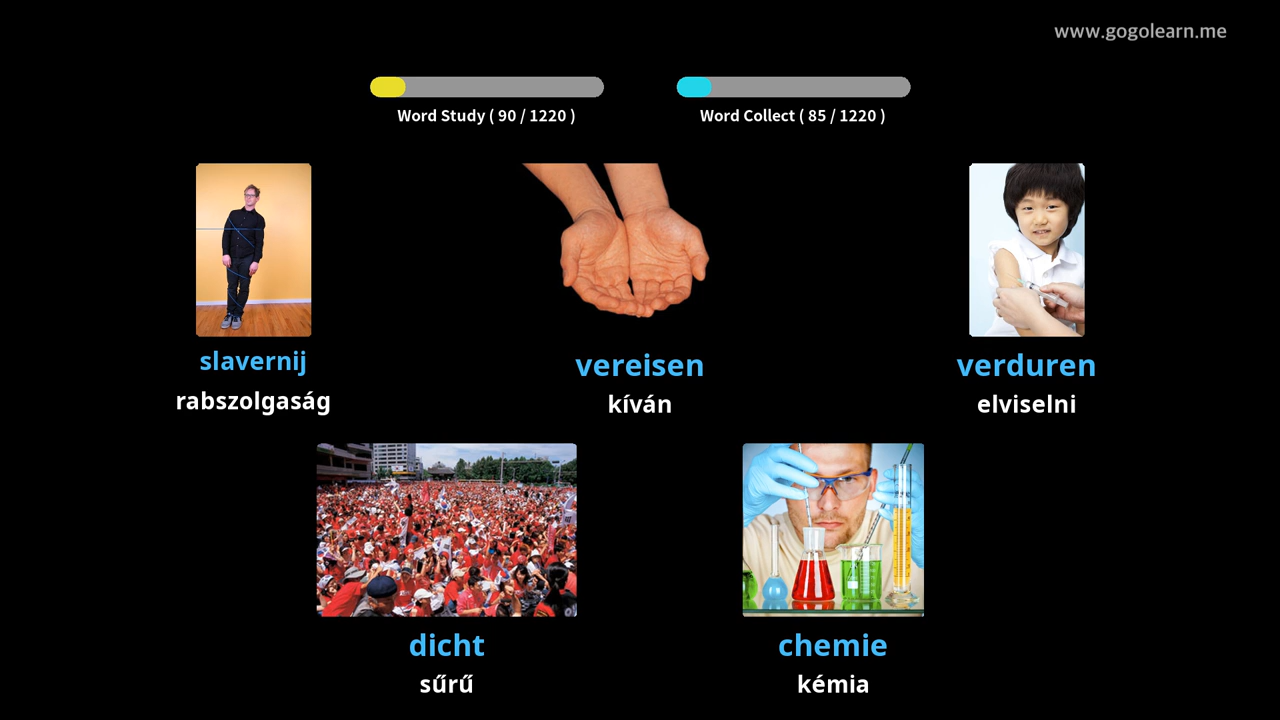 www.gogolearn.me
Word Study ( 90 / 1220 )
Word Collect ( 85 / 1220 )
slavernij
rabszolgaság
vereisen
kíván
verduren
elviselni
dicht
sűrű
chemie
kémia